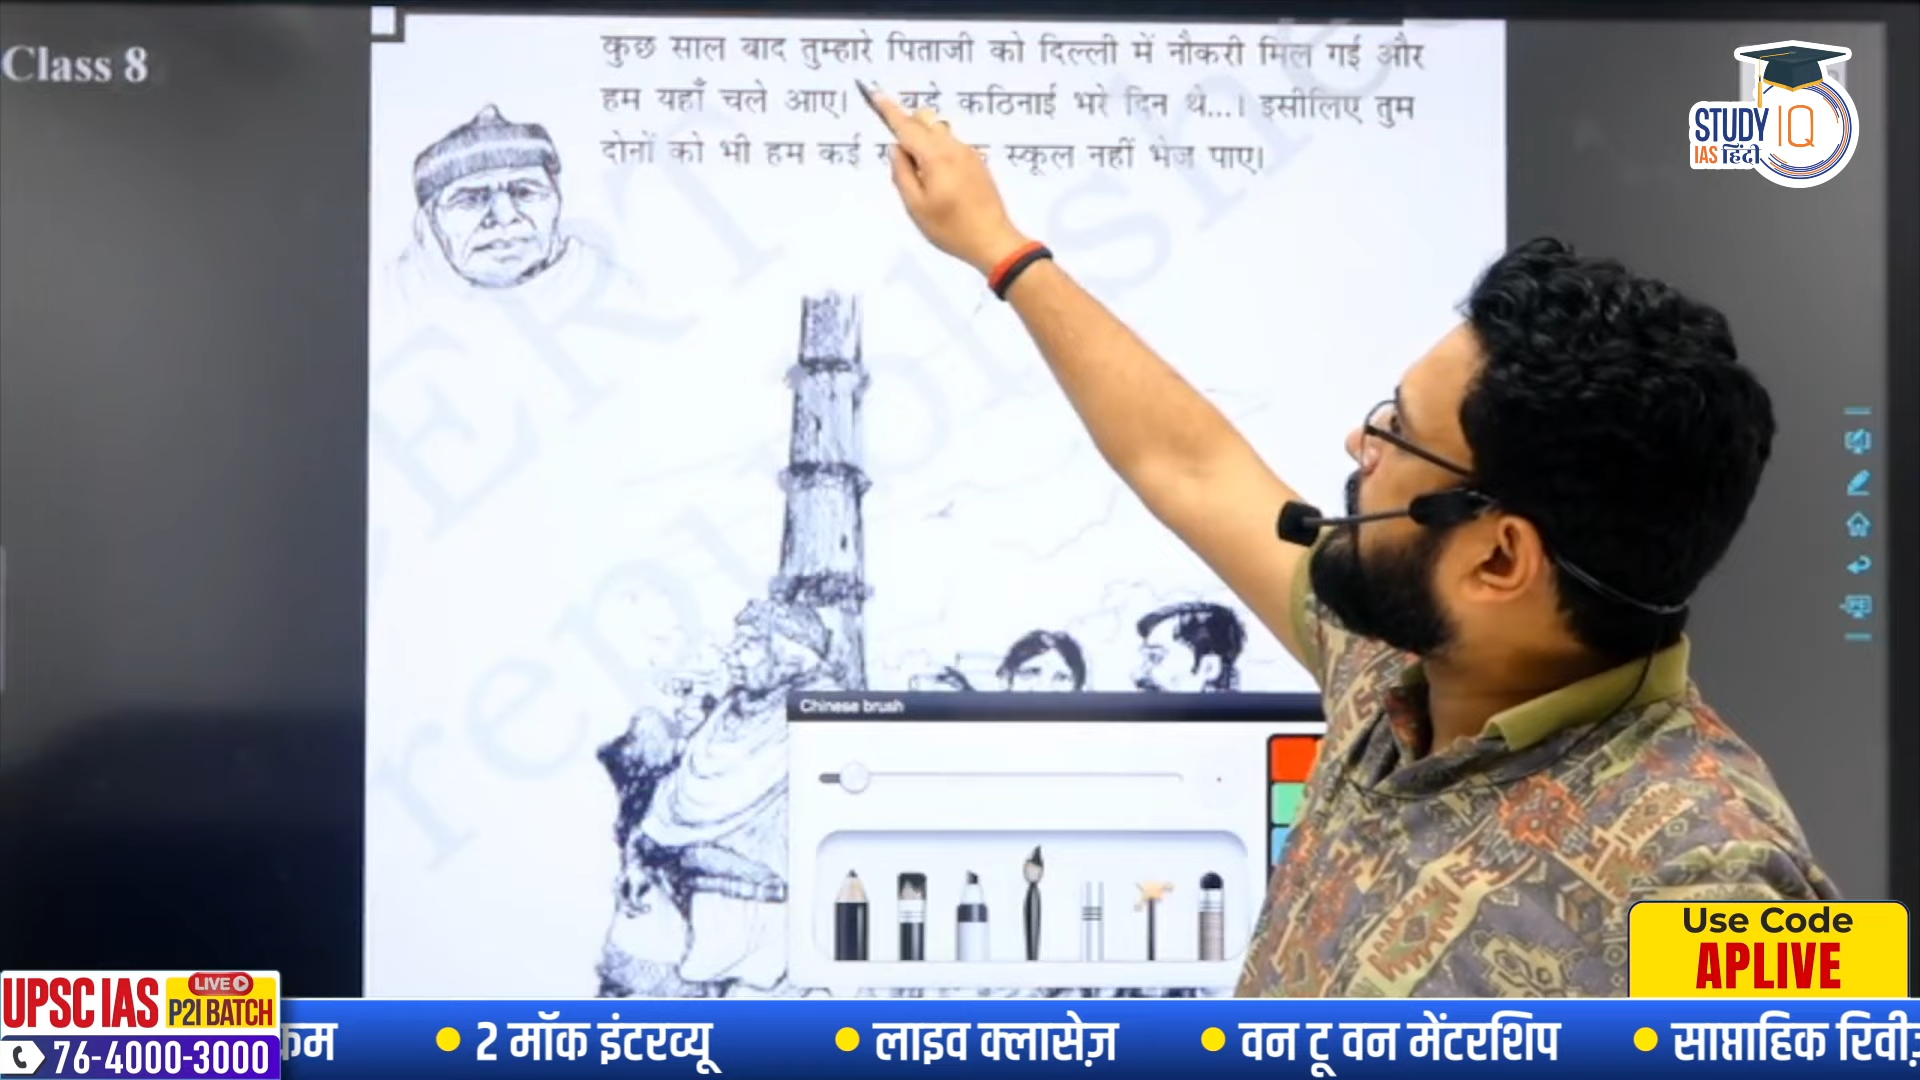 Class 8
कुछ साल बाद तुम्हारे पिताजी को दिल्ली में नौकरी मिल गई और
हम यहाँ चले आए। बड़े कठिनाई भरे दिन थे...। इसीलिए तुम
दोनों को भी हम कई स्कूल नहीं भेज पाए।
STUDY IQ
IAS हिंदी
Chinese brush
Use Code
APLIVE
UPSC IAS LIVE P2I BATCH
76-4000-3000
2 मॉक इंटरव्यू
लाइव क्लासेज़
वन टू वन मेंटरशिप
साप्ताहिक